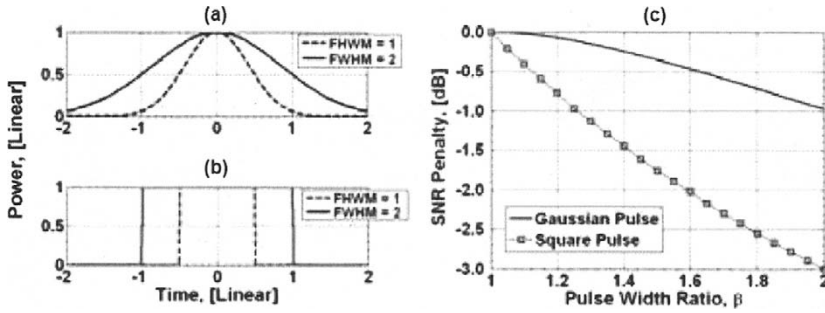 (a)
Power, [Linear]
1
0.5
0
-2
-1
0
1
2
FHWM = 1
FWHM = 2
(b)
1
0.5
0
-2
-1
0
1
2
FHWM = 1
FWHM = 2
Time, [Linear]
(c)
SNR Penalty, [dB]
0.0
-0.5
-1.0
-1.5
-2.0
-2.5
-3.0
1
1.2
1.4
1.6
1.8
2
Gaussian Pulse
Square Pulse
Pulse Width Ratio, β